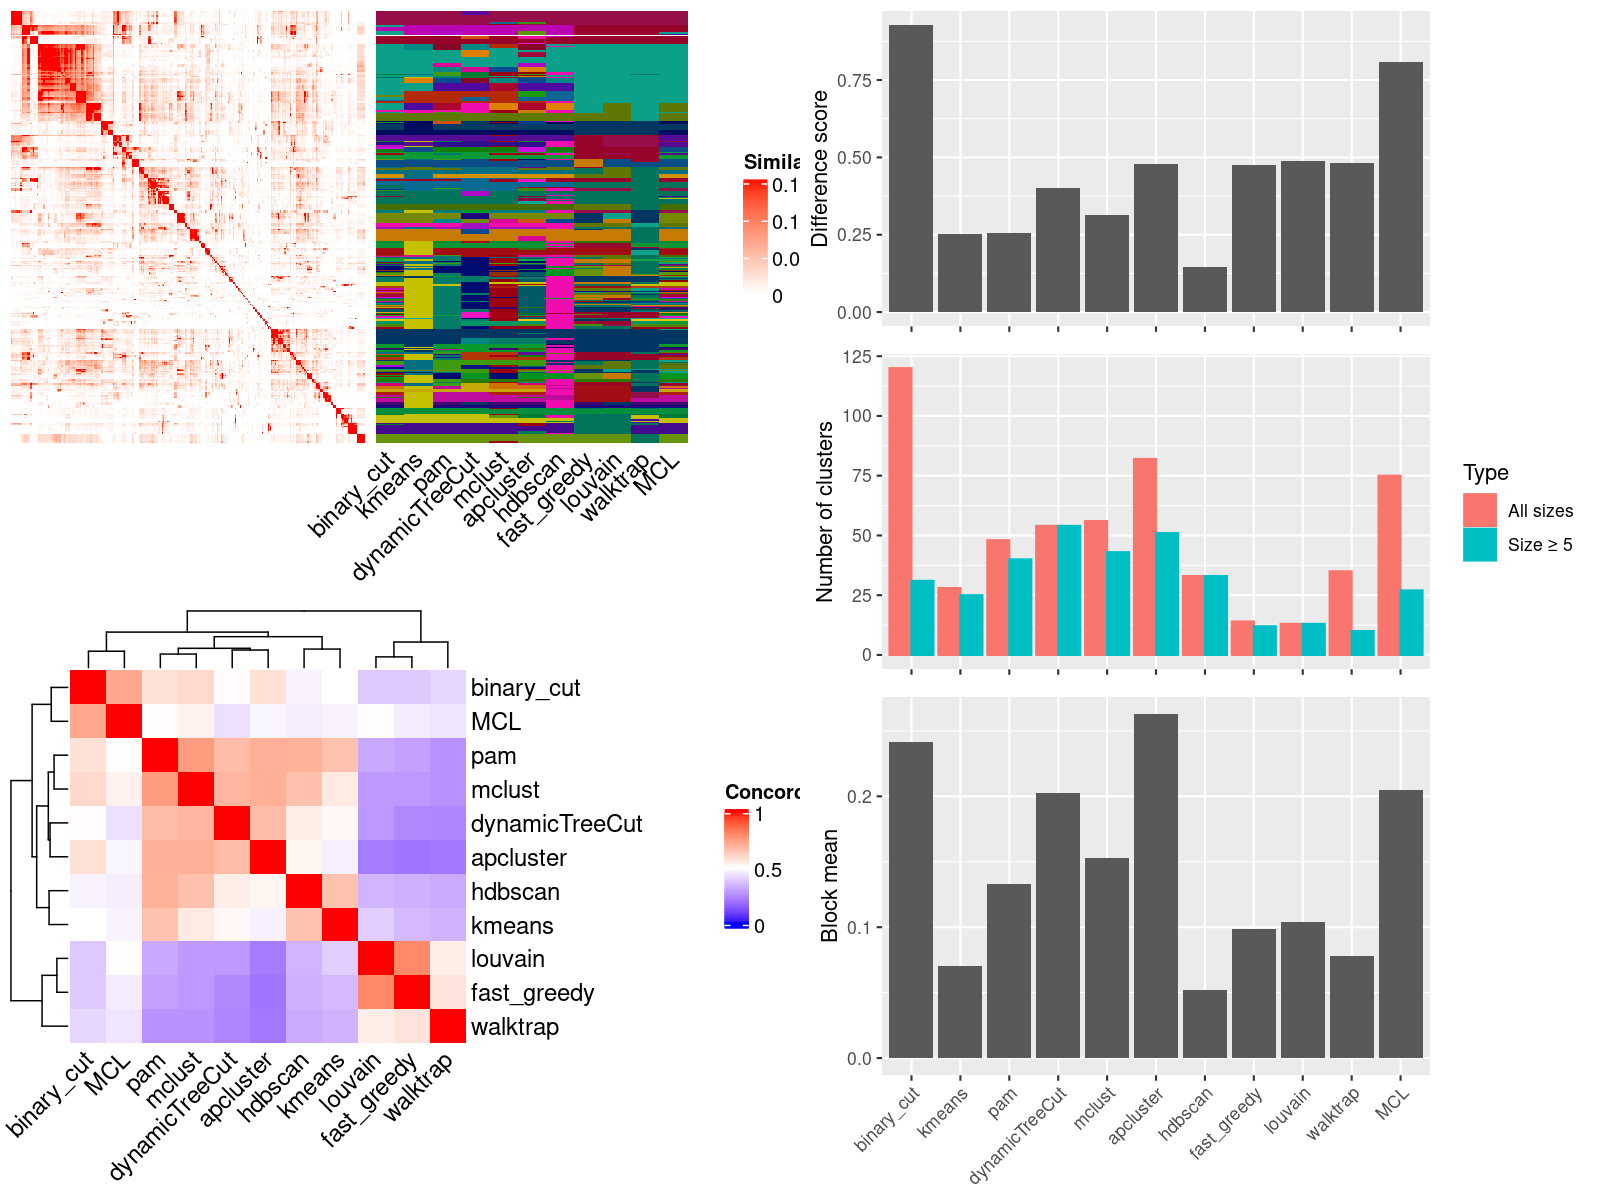 Simila
0.1
0.1
0.0
0
binary_cut
kmeans
pam
dynamicTreeCut
mclust
apcluster
hdbscan
fast_greedy
louvain
walktrap
MCL
binary_cut
MCL
pam
mclust
dynamicTreeCut
apcluster
hdbscan
kmeans
louvain
fast_greedy
walktrap
binary_cut
MCL
pam
mclust
dynamicTreeCut
apcluster
hdbscan
kmeans
louvain
fast_greedy
walktrap
Concord
1
0.5
0
Difference score
0.75
0.50
0.25
0.00
Number of clusters
125
100
75
50
25
0
Type
All sizes
Size ≥ 5
Block mean
0.2
0.1
0.0
binary_cut
kmeans
pam
dynamicTreeCut
mclust
apcluster
hdbscan
fast_greedy
louvain
walktrap
MCL